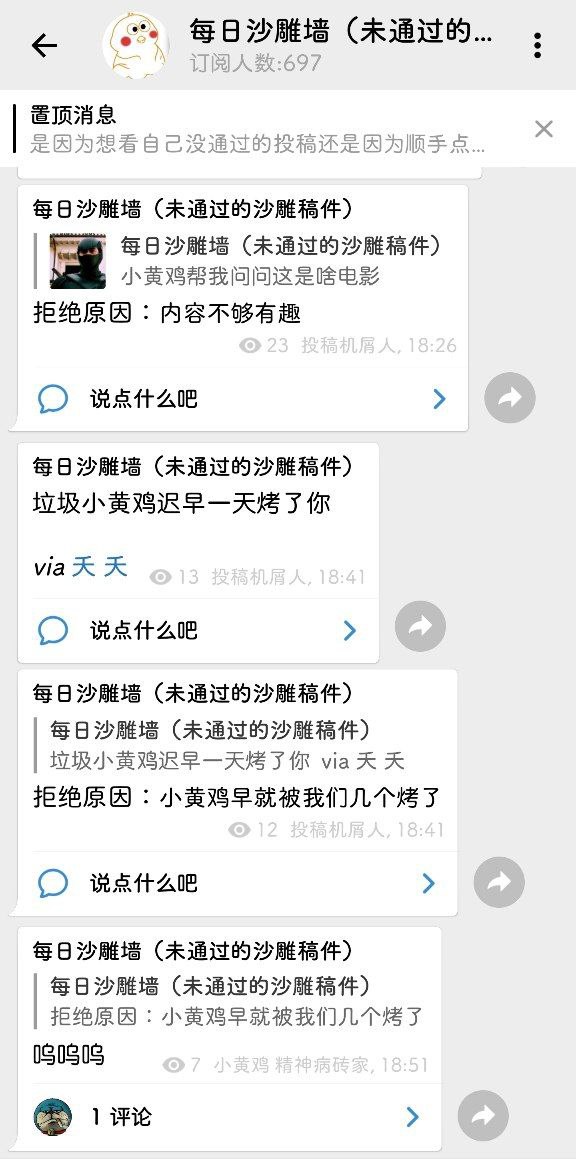 每日沙雕墙（未通过的...
订阅人数:697
置顶消息
是因为想看自己没通过的投稿还是因为顺手点...
每日沙雕墙（未通过的沙雕稿件）
每日沙雕墙（未通过的沙雕稿件）
小黄鸡帮我问问这是啥电影
拒绝原因：内容不够有趣
23 投稿机屑人, 18:26
说点什么吧
每日沙雕墙（未通过的沙雕稿件）
垃圾小黄鸡迟早一天烤了你
via 夭 夭
13 投稿机屑人, 18:41
说点什么吧
每日沙雕墙（未通过的沙雕稿件）
每日沙雕墙（未通过的沙雕稿件）
垃圾小黄鸡迟早一天烤了你 via 夭 夭
拒绝原因：小黄鸡早就被我们几个烤了
12 投稿机屑人, 18:41
说点什么吧
每日沙雕墙（未通过的沙雕稿件）
每日沙雕墙（未通过的沙雕稿件）
拒绝原因：小黄鸡早就被我们几个烤了
呜呜呜
7 小黄鸡 精神病砖家, 18:51
1 评论